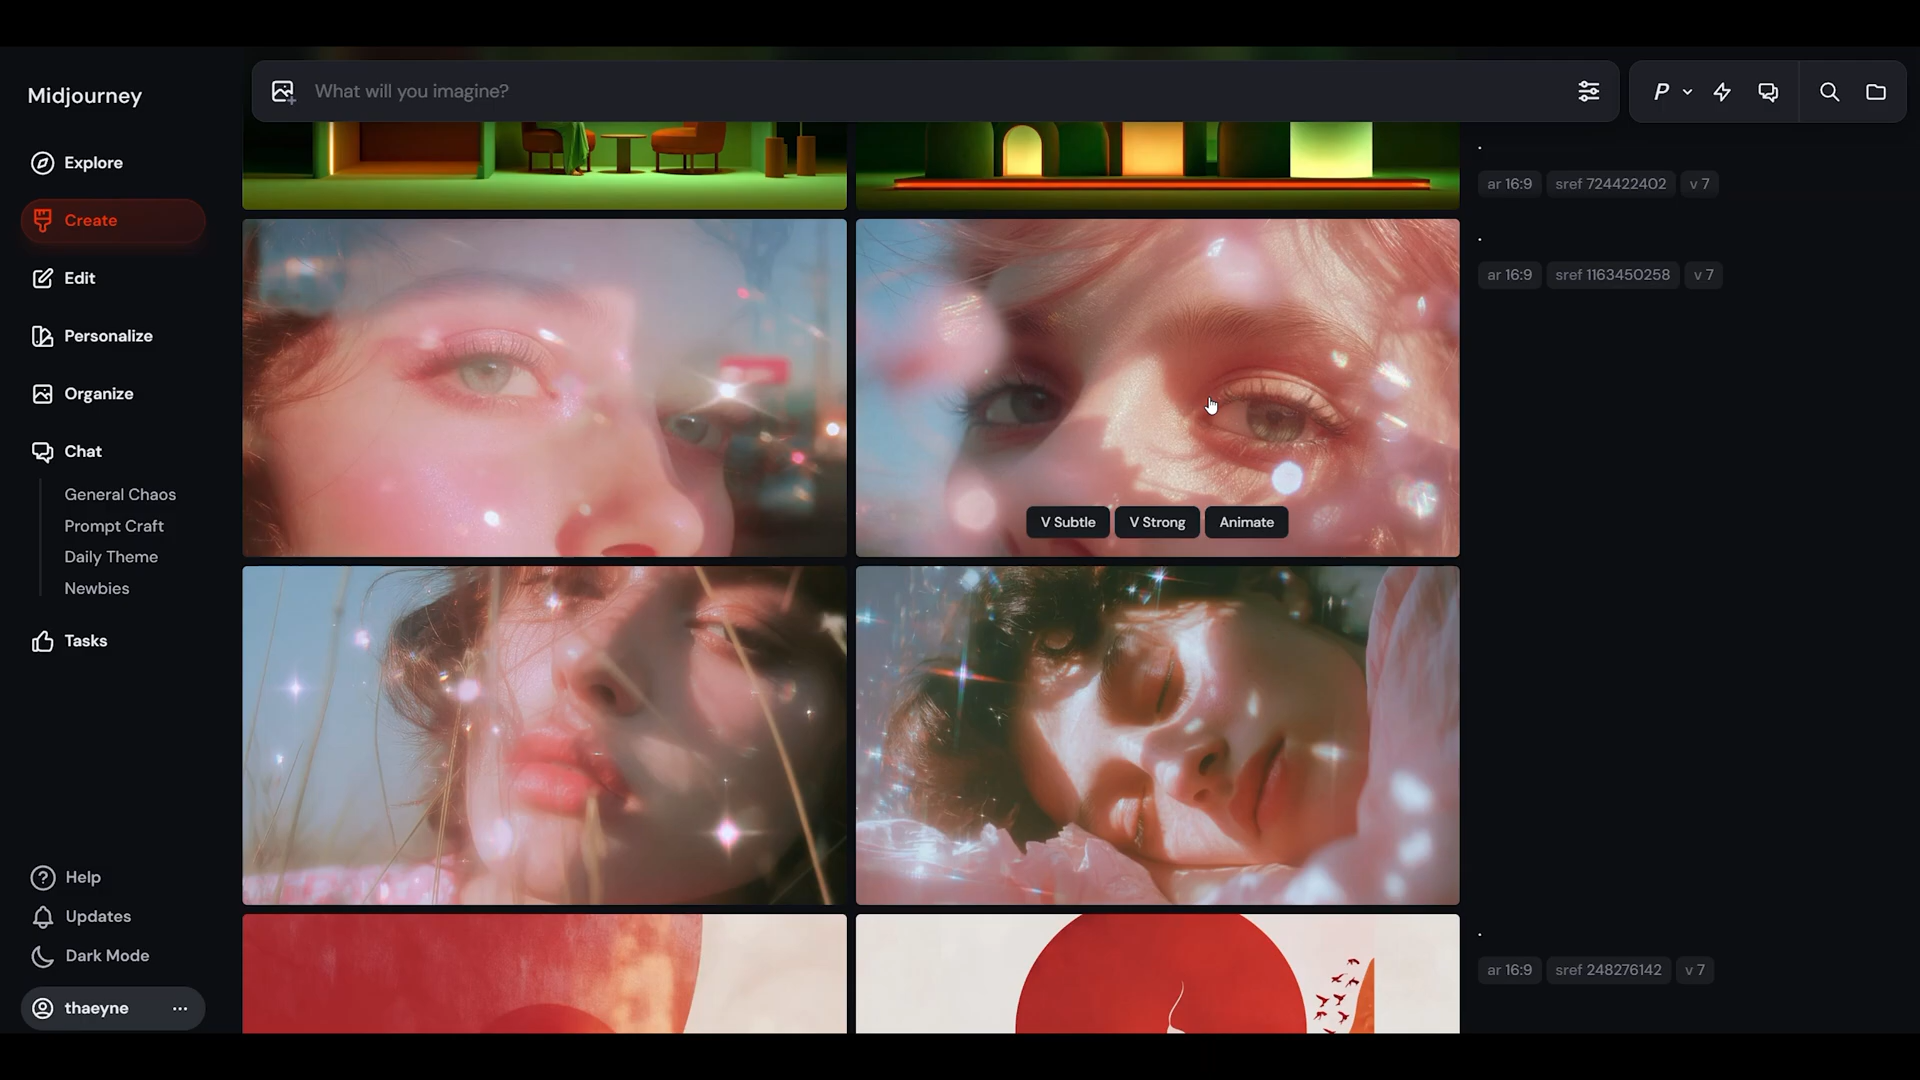 Midjourney
What will you imagine?
P
Explore
Create
Edit
Personalize
Organize
Chat
General Chaos
Prompt Craft
Daily Theme
Newbies
Tasks
.
ar 16:9 sref 724422402 v 7
.
ar 16:9 sref 1163450258 v 7
V Subtle V Strong Animate
.
ar 16:9 sref 248276142 v 7
Help
Updates
Dark Mode
thaeyne ...